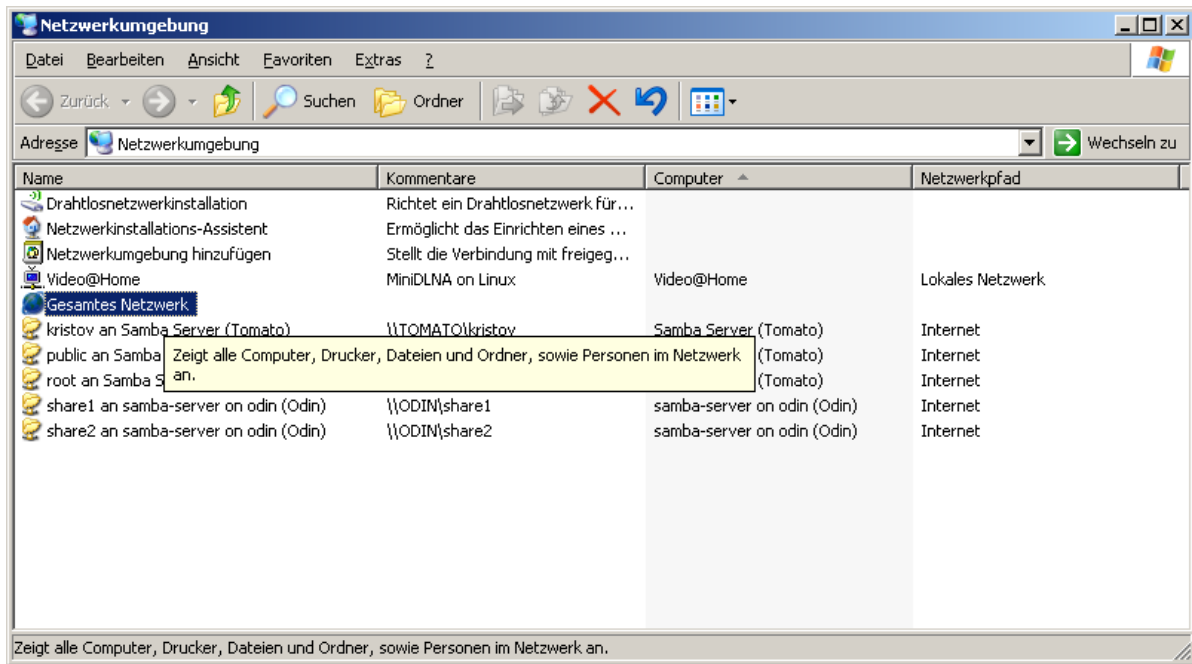 Netzwerkumgebung
Datei Bearbeiten Ansicht Favoriten Extras ?
Zurück Suchen Ordner
Adresse Netzwerkumgebung Wechseln zu
Name Kommentare Computer Netzwerkpfad
Drahtlosnetzwerkinstallation Richtet ein Drahtlosnetzwerk für...
Netzwerkinstallations-Assistent Ermöglicht das Einrichten eines ...
Netzwerkumgebung hinzufügen Stellt die Verbindung mit freigeg...
Video@Home MiniDLNA on Linux Video@Home Lokales Netzwerk
Gesamtes Netzwerk
kristov an Samba Server (Tomato) \\TOMATO\kristov Samba Server (Tomato) Internet
public an Samba (Tomato) Internet
Zeigt alle Computer, Drucker, Dateien und Ordner, sowie Personen im Netzwerk
an.
root an Samba S (Tomato) Internet
share1 an samba-server on odin (Odin) \\ODIN\share1 samba-server on odin (Odin) Internet
share2 an samba-server on odin (Odin) \\ODIN\share2 samba-server on odin (Odin) Internet
Zeigt alle Computer, Drucker, Dateien und Ordner, sowie Personen im Netzwerk an.